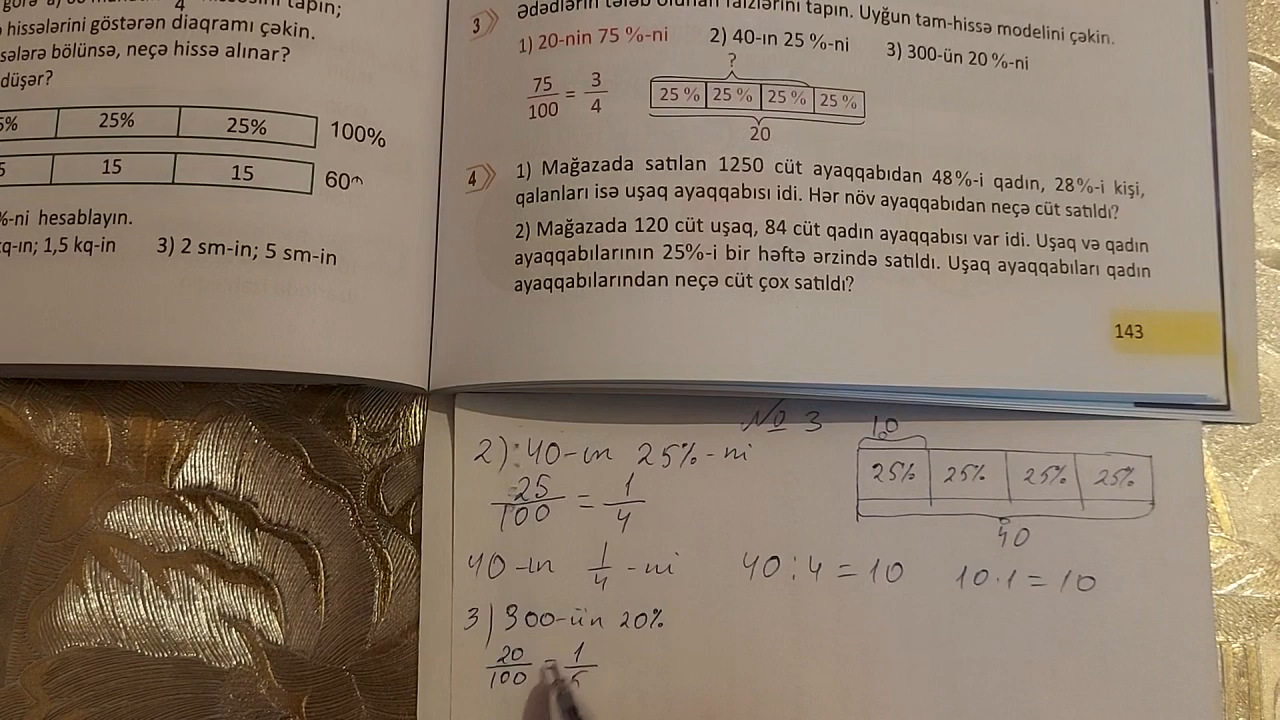 tapın;
hissələrini göstərən diaqramı çəkin.
sələrə bölünsə, neçə hissə alınar?
düşər?
5% 25% 25% 100%
5 15 15 60
%-ni hesablayın.
q-ın; 1,5 kq-ın 3) 2 sm-in; 5 sm-in
3 Ədədlərin tələb olunan faizlərini tapın. Uyğun tam-hissə modelini çəkin.
1) 20-nin 75 %-ni 2) 40-ın 25 %-ni 3) 300-ün 20 %-ni
75/100 = 3/4
?
25 % 25 % 25 % 25 %
20
4 1) Mağazada satılan 1250 cüt ayaqqabıdan 48%-i qadın, 28%-i kişi,
qalanları isə uşaq ayaqqabısı idi. Hər növ ayaqqabıdan neçə cüt satıldı?
2) Mağazada 120 cüt uşaq, 84 cüt qadın ayaqqabısı var idi. Uşaq və qadın
ayaqqabılarının 25%-i bir həftə ərzində satıldı. Uşaq ayaqqabıları qadın
ayaqqabılarından neçə cüt çox satıldı?
143
№ 3
2) 40-ın 25%-ni
25/100 = 1/4
10
25% 25% 25% 25%
40
40-ın 1/4-ni 40:4=10 10·1=10
3) 300-ün 20%
20/100 = 1/5